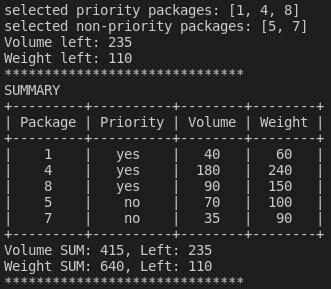 selected priority packages: [1, 4, 8]
selected non-priority packages: [5, 7]
Volume left: 235
Weight left: 110
******************************
SUMMARY
+---------+----------+--------+--------+
| Package | Priority | Volume | Weight |
+---------+----------+--------+--------+
|    1    |   yes    |   40   |   60   |
|    4    |   yes    |  180   |  240   |
|    8    |   yes    |   90   |  150   |
|    5    |    no    |   70   |  100   |
|    7    |    no    |   35   |   90   |
+---------+----------+--------+--------+
Volume SUM: 415, Left: 235
Weight SUM: 640, Left: 110
******************************